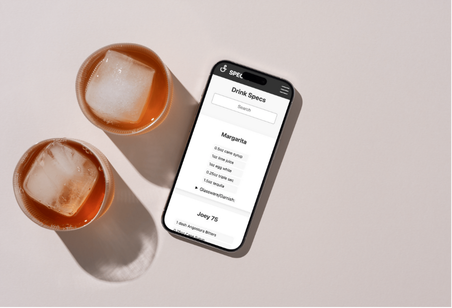 SPEC
Drink Specs
Search
Margarita
0.5oz cane syrup
1oz lime juice
1oz egg white
0.25oz triple sec
1.5oz tequila
▸ Glassware/Garnish:
Joey 75
1 dash Angostura Bitters